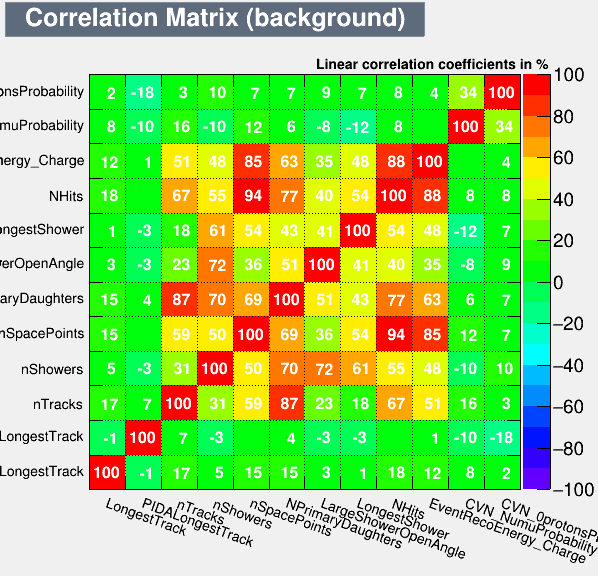 Correlation Matrix (background)
Linear correlation coefficients in %
onsProbability 2 -18 3 10 7 7 9 7 8 4 34 100
NumuProbability 8 -10 16 -10 12 6 -8 -12 8 100 34
nergy_Charge 12 1 51 48 85 63 35 48 88 100 4
NHits 18 67 55 94 77 40 54 100 88 8 8
ongestShower 1 -3 18 61 54 43 41 100 54 48 -12 7
werOpenAngle 3 -3 23 72 36 51 100 41 40 35 -8 9
aryDaughters 15 4 87 70 69 100 51 43 77 63 6 7
nSpacePoints 15 59 50 100 69 36 54 94 85 12 7
nShowers 5 -3 31 100 50 70 72 61 55 48 -10 10
nTracks 17 7 100 31 59 87 23 18 67 51 16 3
LongestTrack -1 100 7 -3 4 -3 -3 1 -10 -18
LongestTrack 100 -1 17 5 15 15 3 1 18 12 8 2
100
80
60
40
20
0
−20
−40
−60
−80
−100
LongestTrack
PIDALongestTrack
nTracks
nShowers
nSpacePoints
NPrimaryDaughters
LargeShowerOpenAngle
LongestShower
NHits
EventRecoEnergy_Charge
CVN_NumuProbability
CVN_0protonsPr